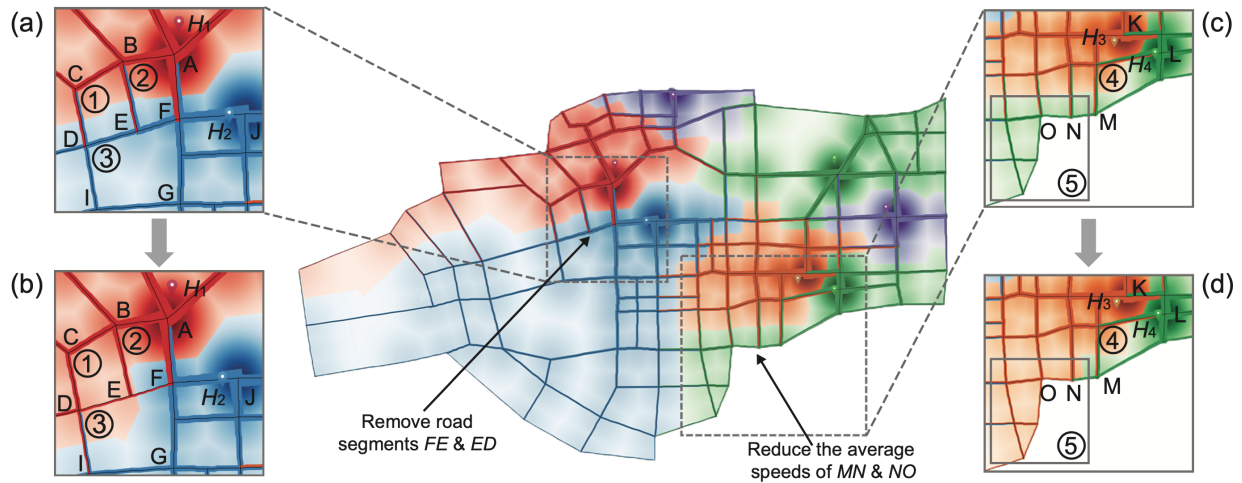 (a)
H1
B
A
C
②
①
F
E
H2
J
D
③
I
G
(b)
H1
B
A
C
②
①
F
E
H2
J
D
③
I
G
Remove road
segments FE & ED
Reduce the average
speeds of MN & NO
(c)
K
H3
H4
L
④
M
O
N
⑤
(d)
K
H3
H4
L
④
M
O
N
⑤